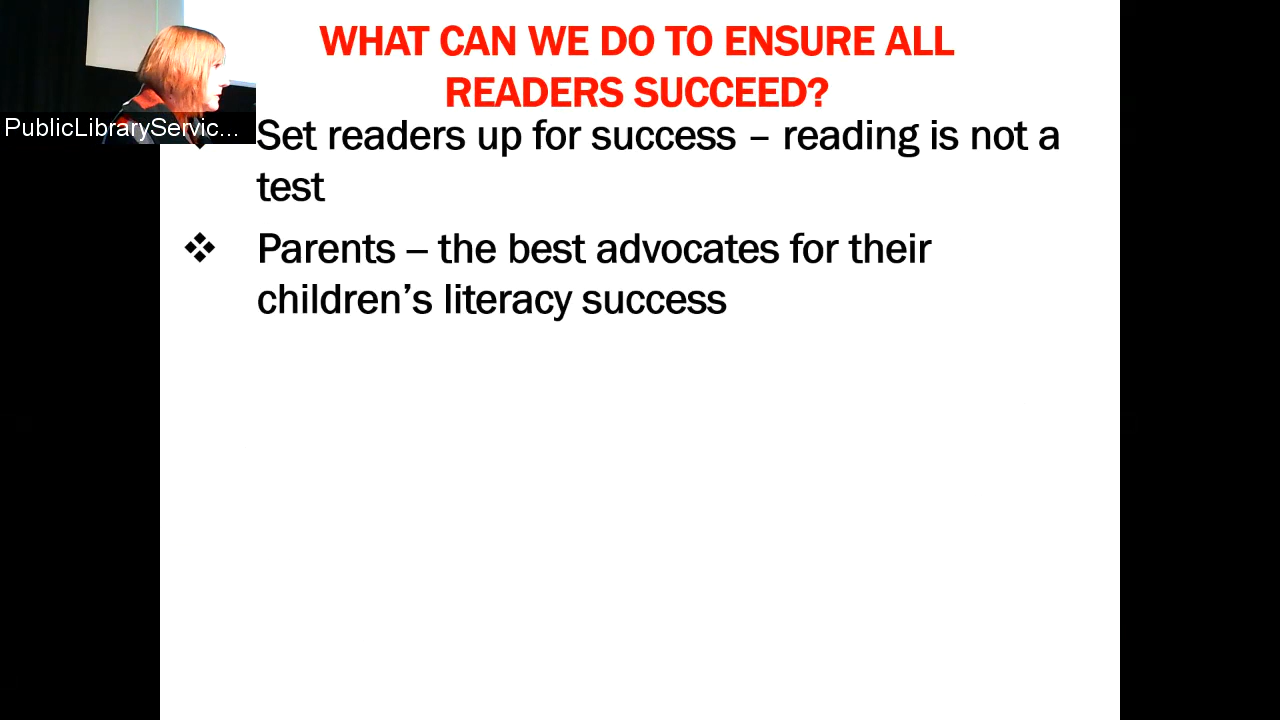 WHAT CAN WE DO TO ENSURE ALL
READERS SUCCEED?
PublicLibraryServic...
Set readers up for success – reading is not a
test
❖ Parents – the best advocates for their
children’s literacy success